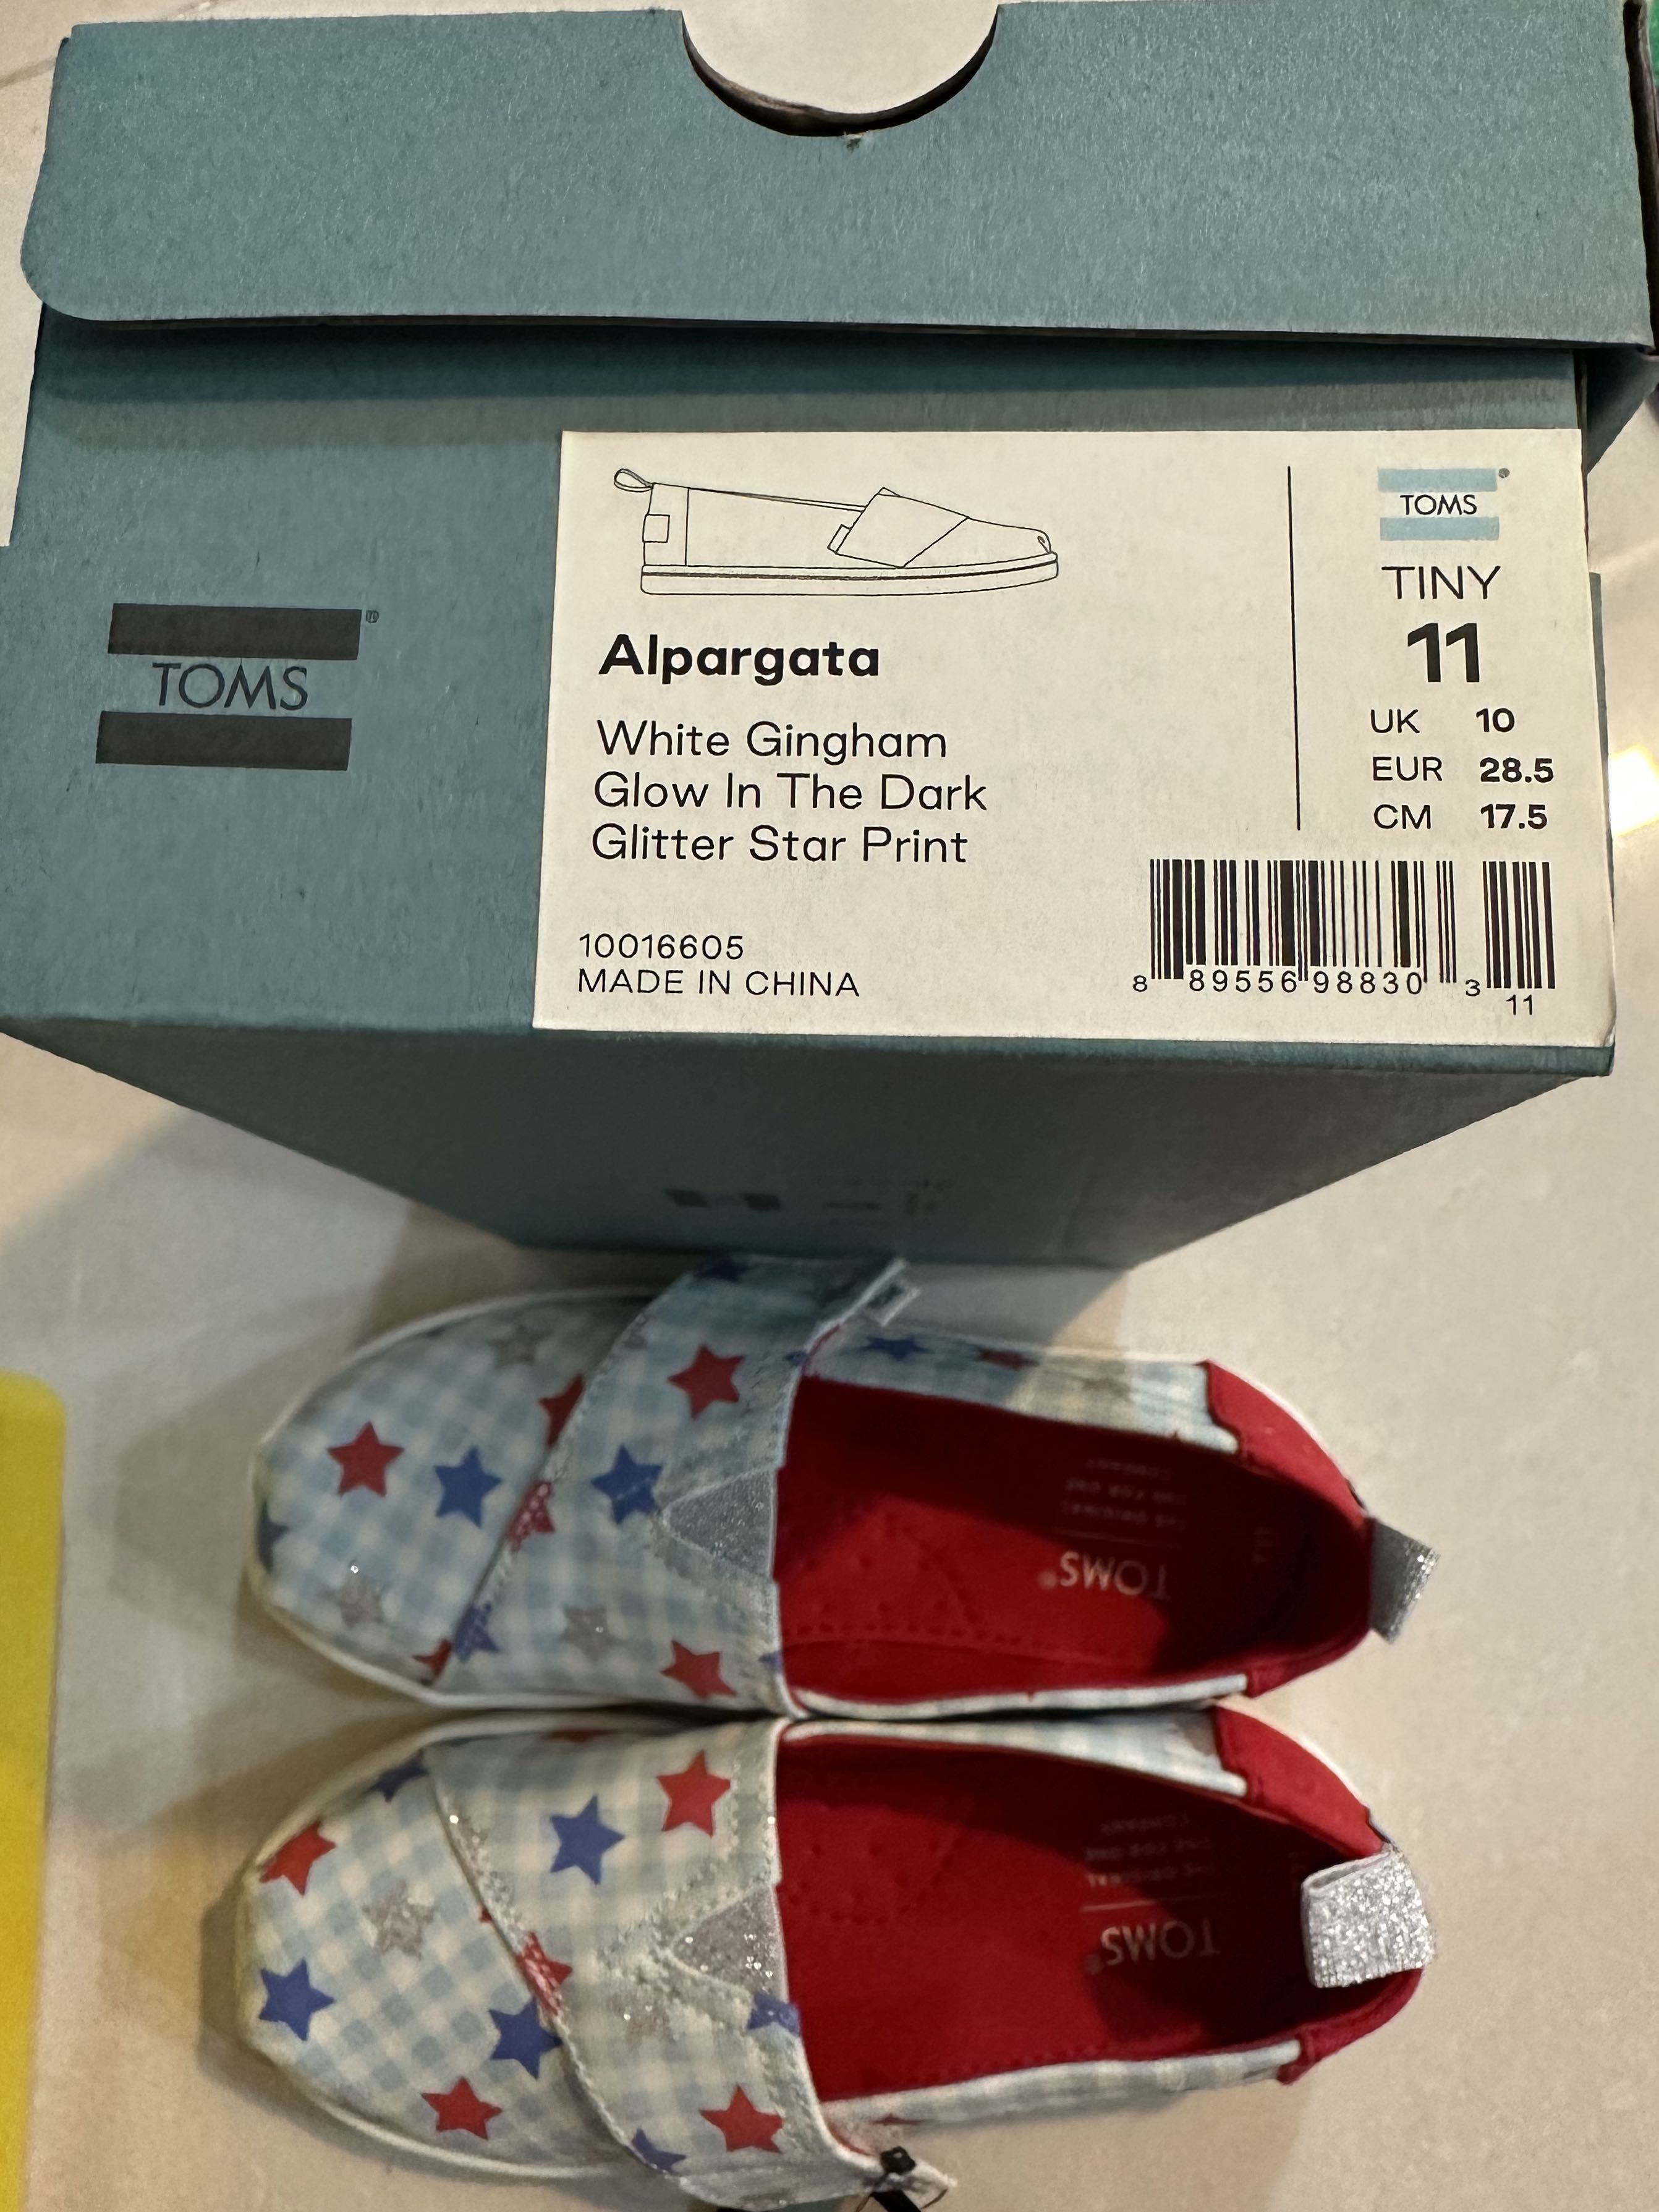 TOMS®
Alpargata
White Gingham
Glow In The Dark
Glitter Star Print
10016605
MADE IN CHINA
TOMS®
TINY
11
UK 10
EUR 28.5
CM 17.5
8 89556 98830 3
11
TOMS®
TOMS®